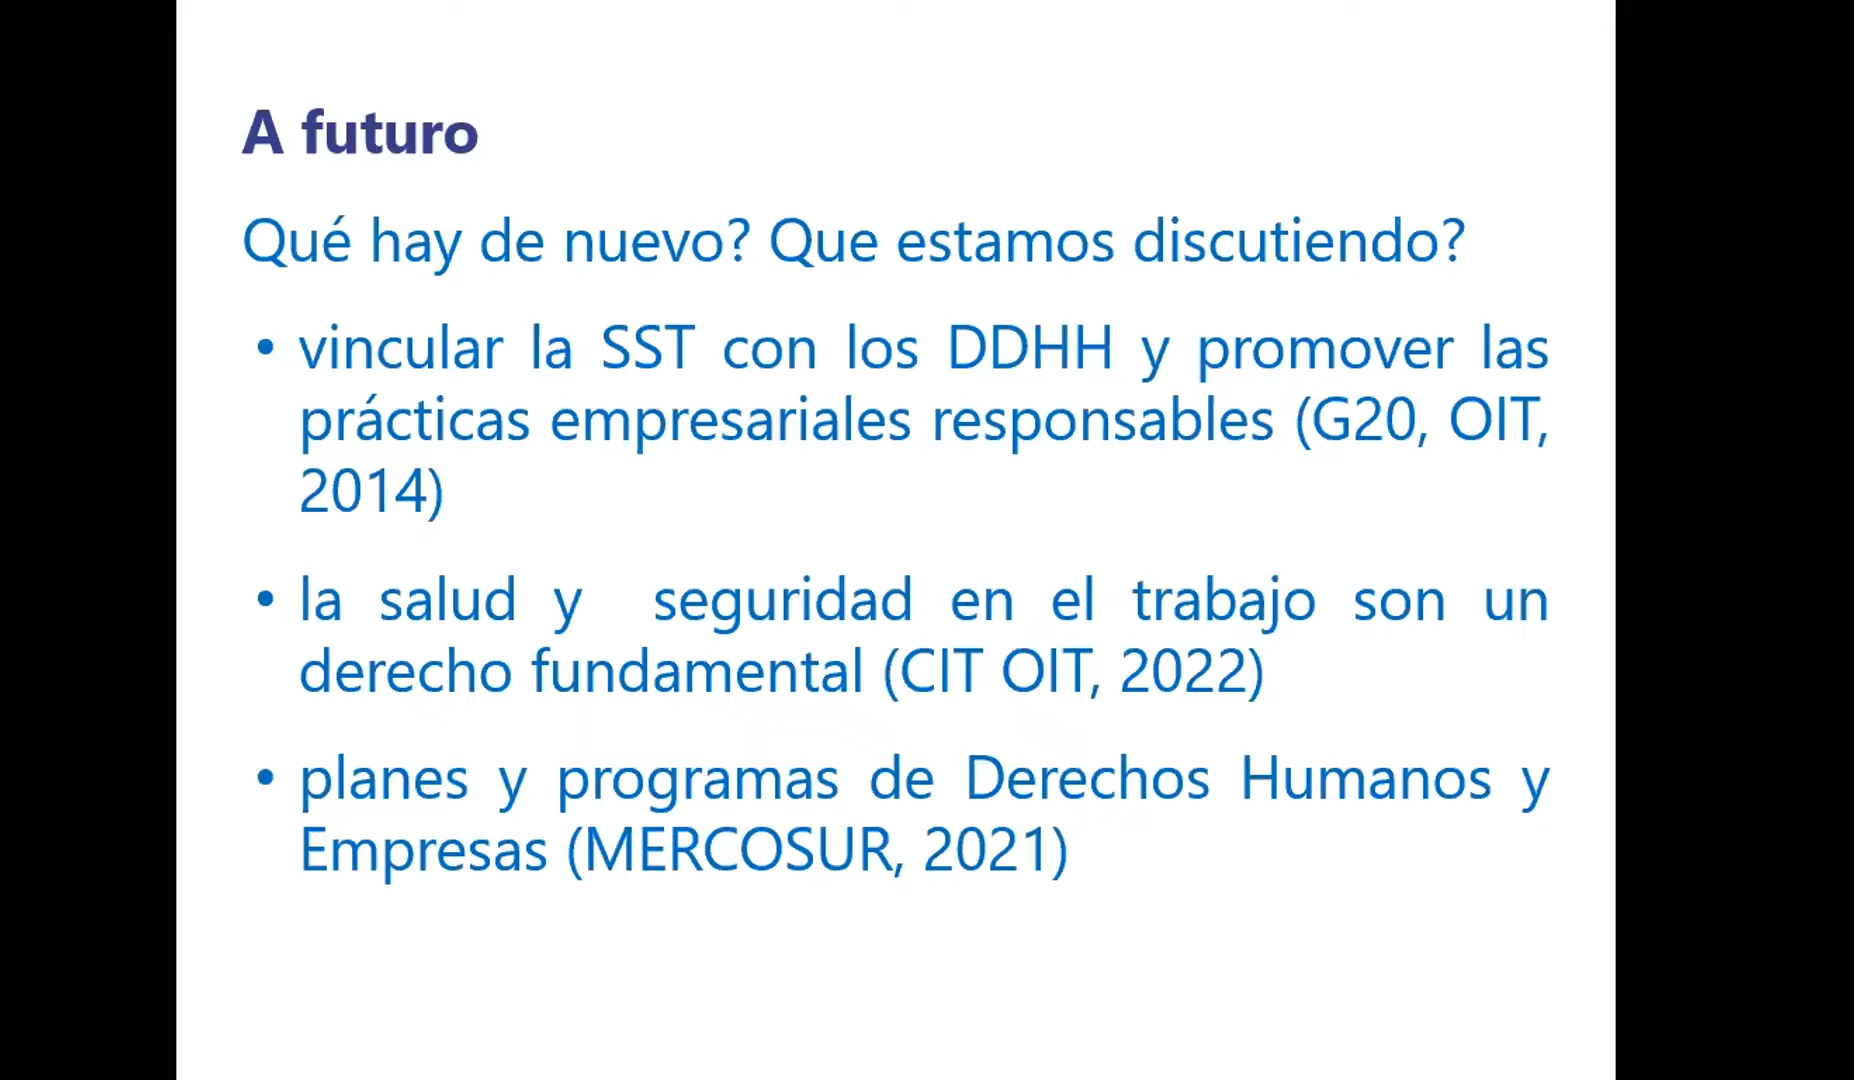 A futuro
Qué hay de nuevo? Que estamos discutiendo?
• vincular la SST con los DDHH y promover las
prácticas empresariales responsables (G20, OIT,
2014)
• la salud y  seguridad en el trabajo son un
derecho fundamental (CIT OIT, 2022)
• planes y programas de Derechos Humanos y
Empresas (MERCOSUR, 2021)